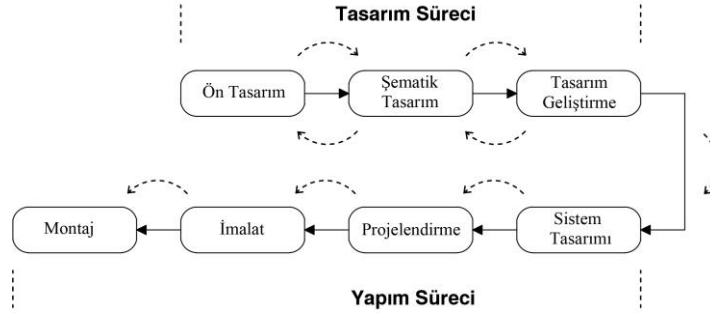 Tasarım Süreci
Ön Tasarım
Şematik
Tasarım
Tasarım
Geliştirme
Montaj
İmalat
Projelendirme
Sistem
Tasarımı
Yapım Süreci